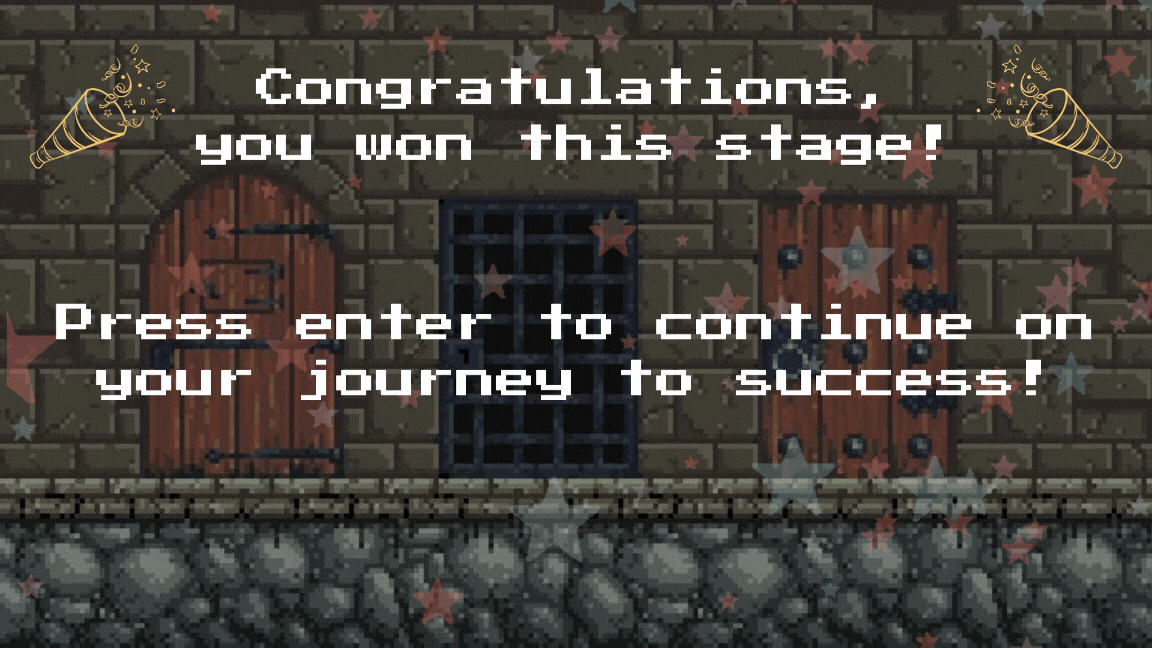 Congratulations,
you won this stage!
Press enter to continue on
your journey to success!